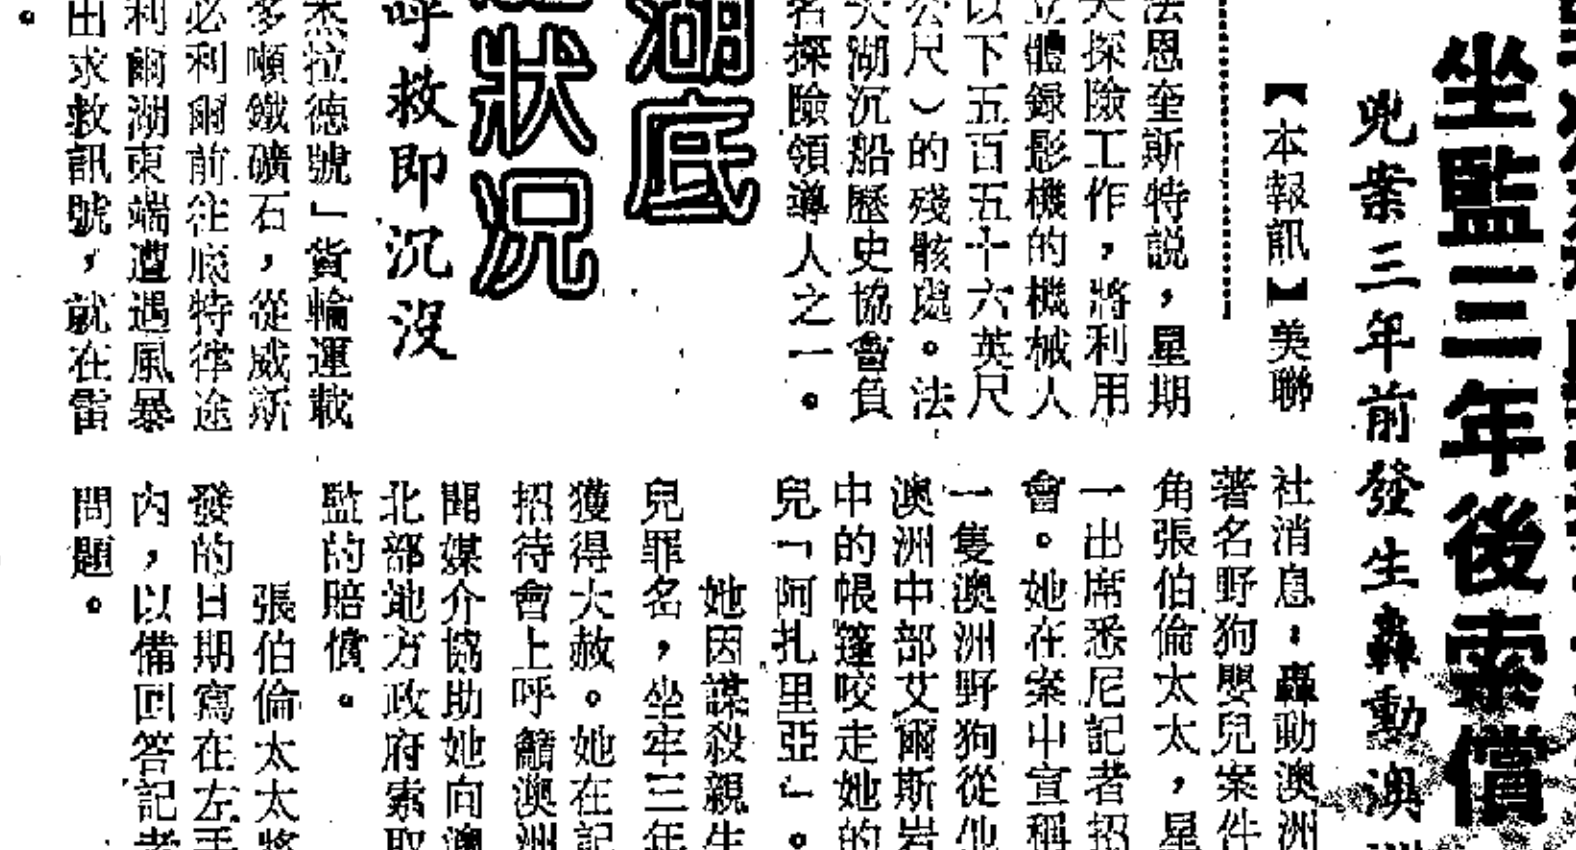 坐監三年後索償
兇案三年前發生轟動澳
【本報訊】美聯
社消息：轟動澳洲
著名野狗嬰兒案件
角張伯倫太太，星
一出席悉尼記者招
會。她在案中宣稱
一隻澳洲野狗從他
澳洲中部艾爾斯岩
中的帳篷咬走她的
兒「阿扎里亞」。
她因謀殺親生
兒罪名，坐牢三年
獲得大赦。她在記
招待會上呼籲澳洲
聞媒介協助她向澳
北部地方政府索取
監的賠償。
張伯倫太太將
發的日期寫在左手
內，以備回答記者
問題。
湖底
狀況
呼救即沉沒
法恩奎斯特説，星期
大探險工作，將利用
立體録影機的機械人
以下五百五十六英尺
公尺）的殘骸處。法
大湖沉船歷史協會負
名探險領導人之一。
杰拉德號」貨輪運載
多噸鐵礦石，從威斯
必利爾前往底特律途
利爾湖東端遭遇風暴
出求救訊號，就在雷
。